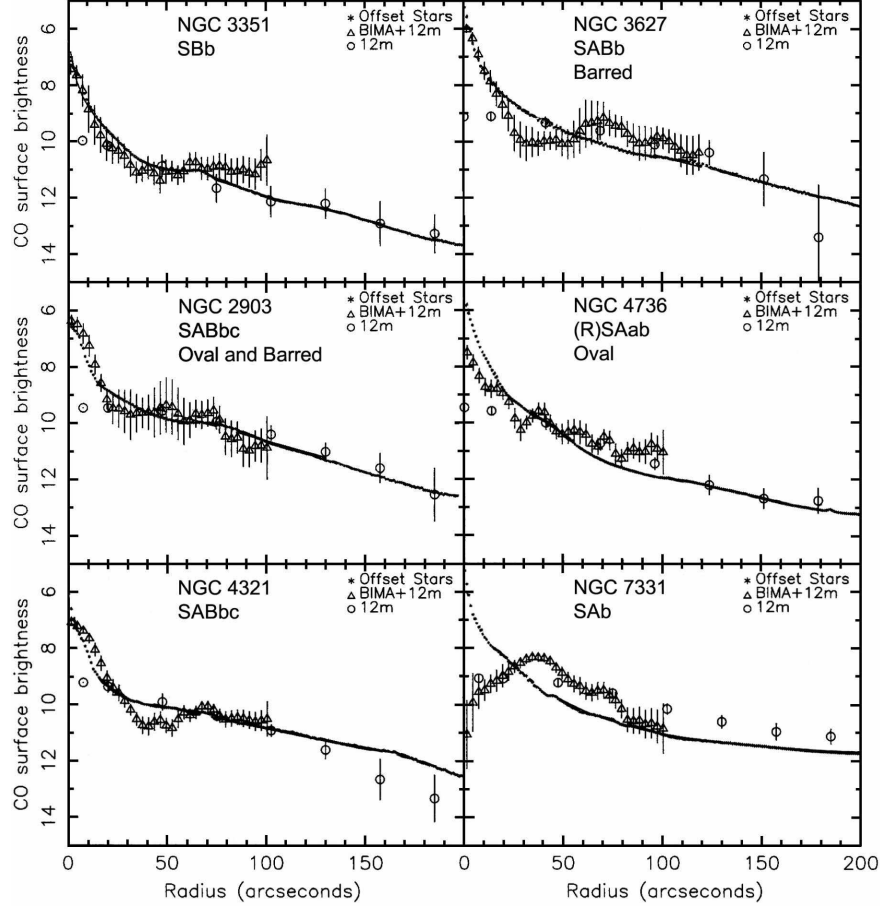 NGC 3351
SBb
* Offset Stars
△ BIMA+12m
○ 12m
CO surface brightness
6
8
10
12
14
NGC 3627
SABb
Barred
* Offset Stars
△ BIMA+12m
○ 12m
NGC 2903
SABbc
Oval and Barred
* Offset Stars
△ BIMA+12m
○ 12m
CO surface brightness
6
8
10
12
14
NGC 4736
(R)SAab
Oval
* Offset Stars
△ BIMA+12m
○ 12m
NGC 4321
SABbc
* Offset Stars
△ BIMA+12m
○ 12m
CO surface brightness
6
8
10
12
14
NGC 7331
SAb
* Offset Stars
△ BIMA+12m
○ 12m
0 50 100 150 0 50 100 150 200
Radius (arcseconds) Radius (arcseconds)